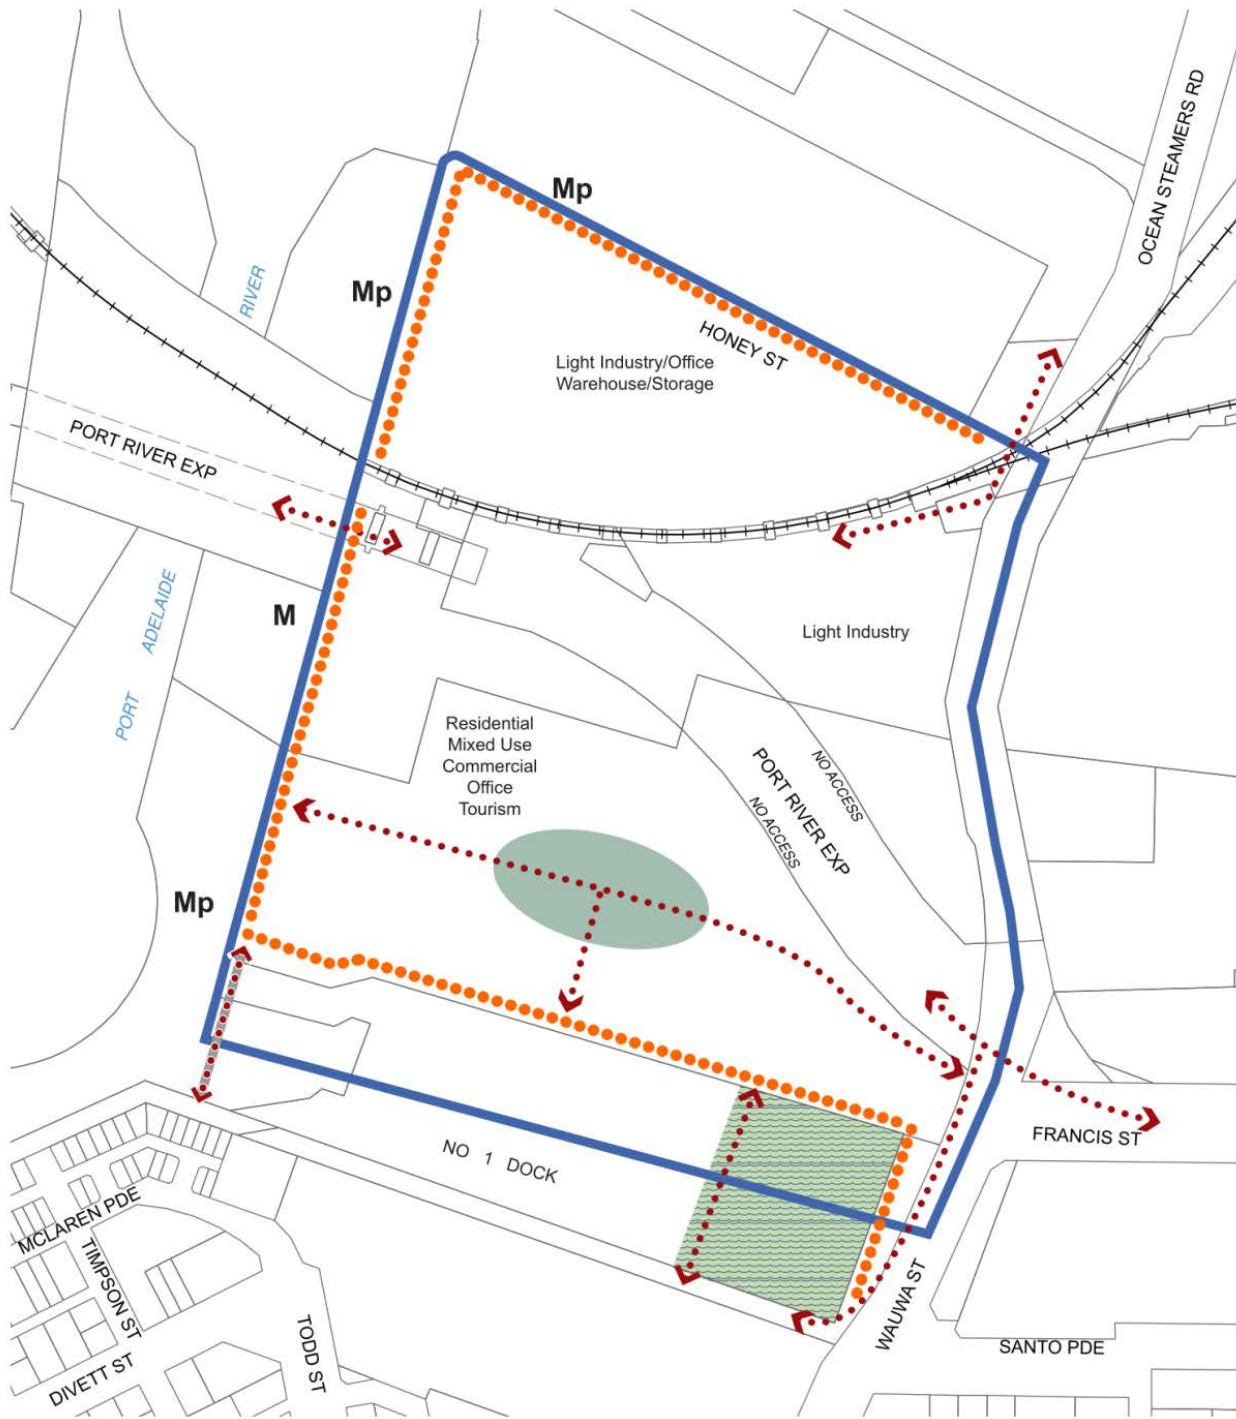 OCEAN STEAMERS RD
Mp
Mp
RIVER
HONEY ST
Light Industry/Office
Warehouse/Storage
PORT RIVER EXP
M
ADELAIDE
PORT
Light Industry
Residential
Mixed Use
Commercial
Office
Tourism
NO ACCESS
PORT RIVER EXP
NO ACCESS
Mp
NO 1 DOCK
FRANCIS ST
MCLAREN PDE
TIMPSON ST
DIVETT ST
TODD ST
WAUWA ST
SANTO PDE